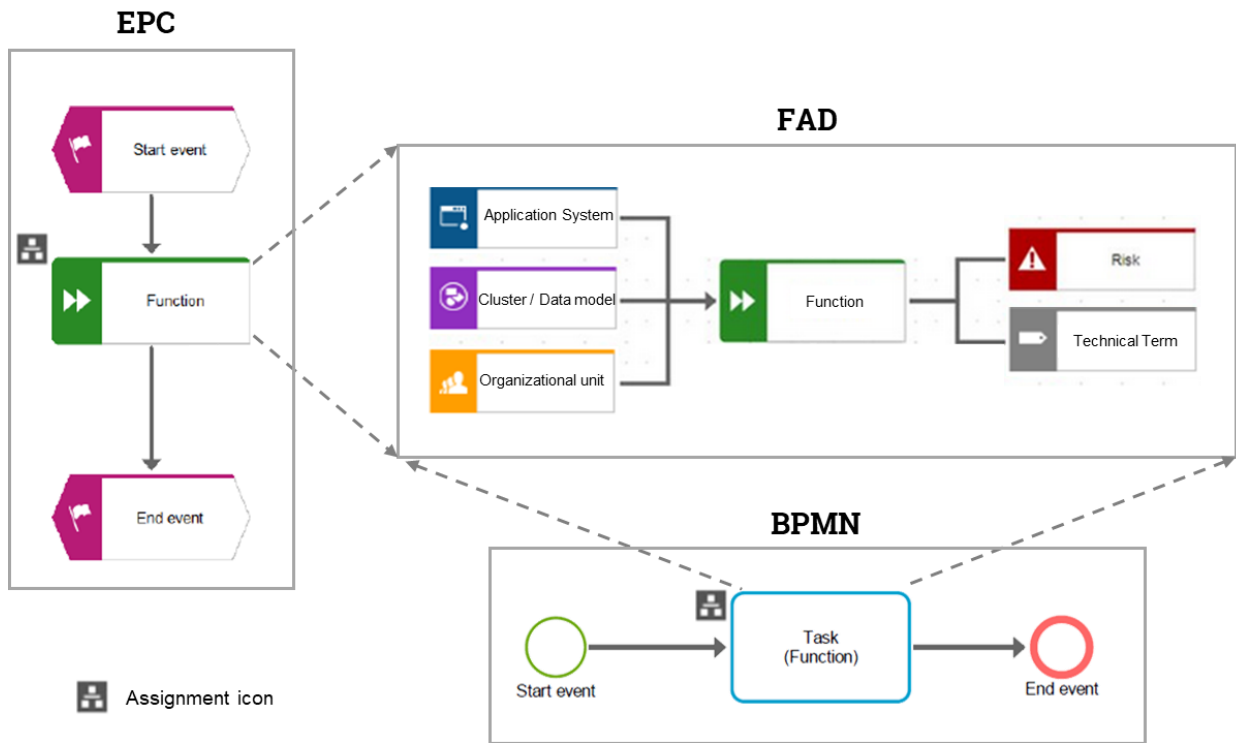 EPC
Start event
Function
End event
FAD
Application System
Cluster / Data model
Organizational unit
Function
Risk
Technical Term
BPMN
Start event
Task
(Function)
End event
Assignment icon